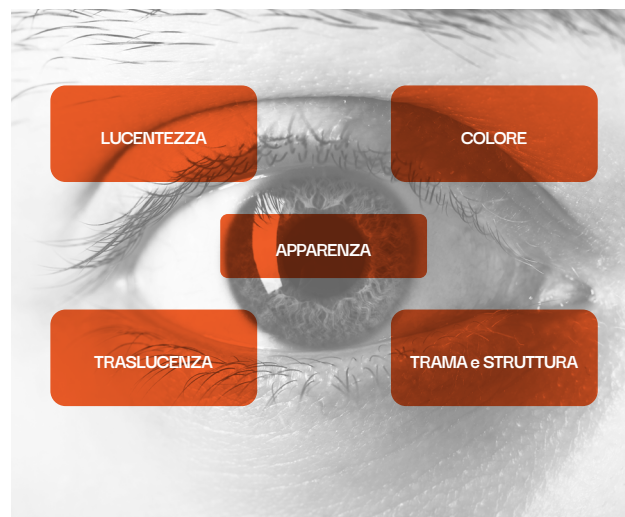 LUCENTEZZA
COLORE
APPARENZA
TRASLUCENZA
TRAMA e STRUTTURA